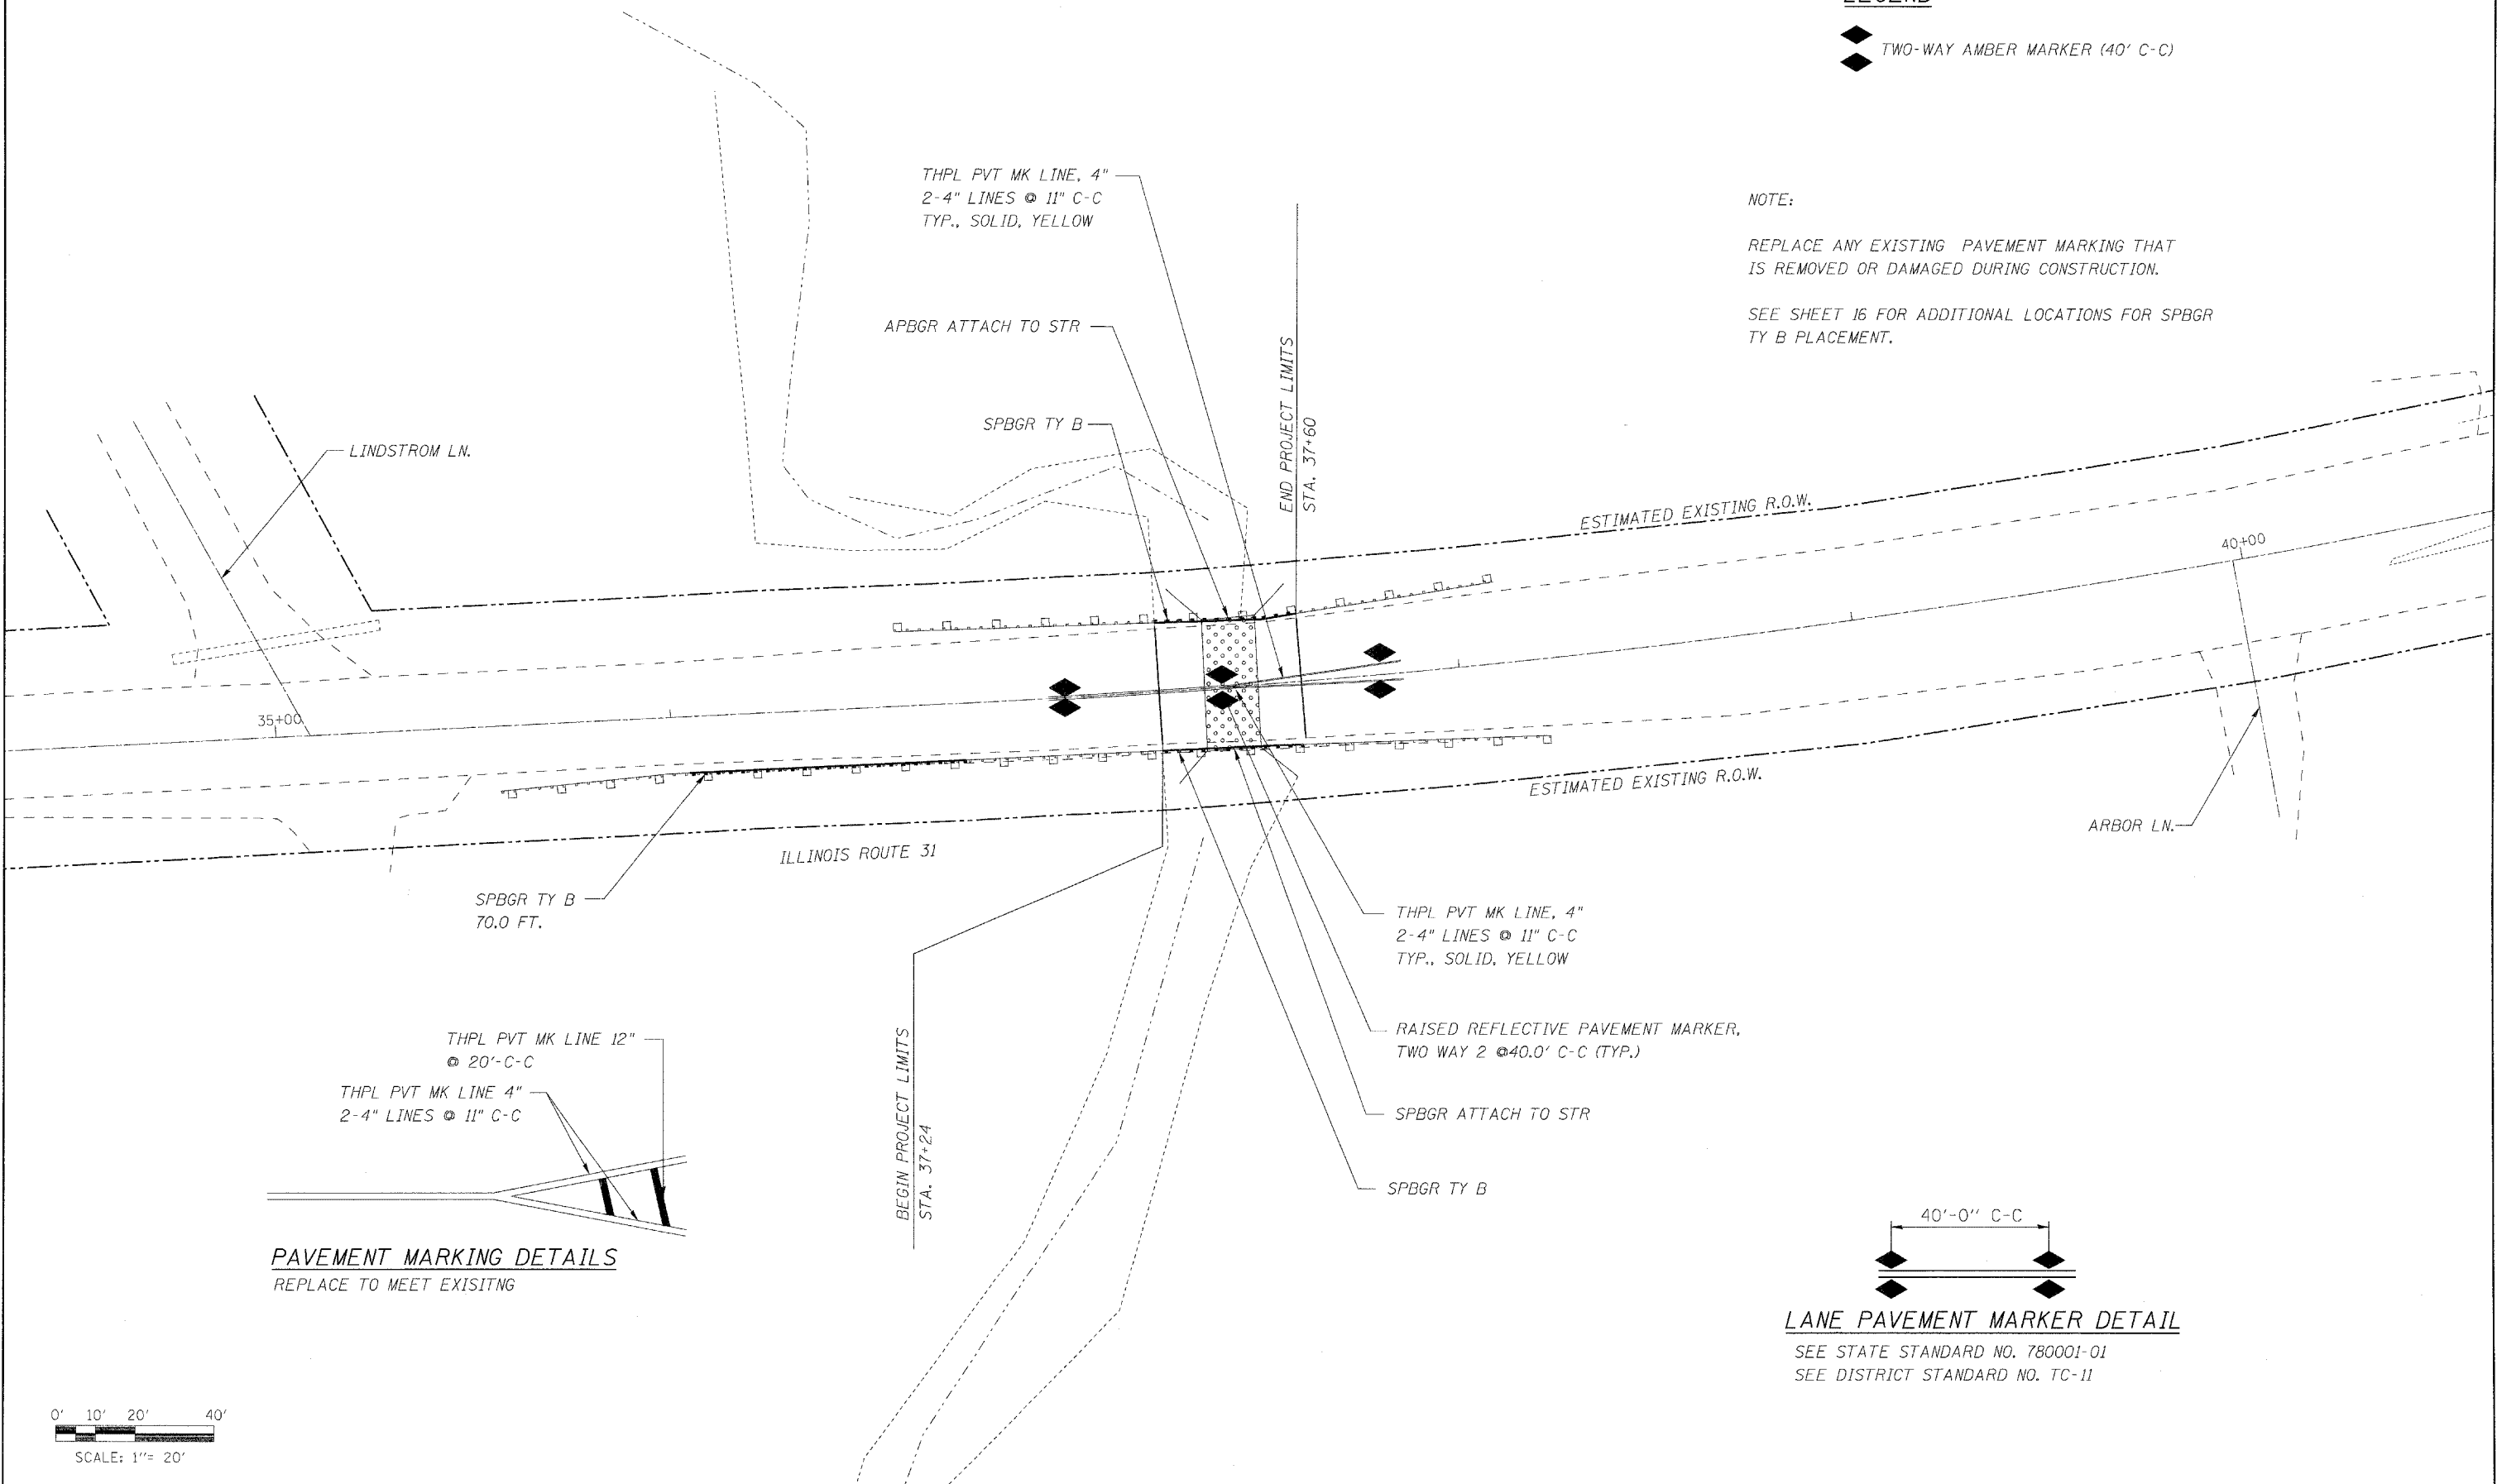 LEGEND
TWO-WAY AMBER MARKER (40' C-C)
THPL PVT MK LINE, 4"
2-4" LINES @ 11" C-C
TYP., SOLID, YELLOW
NOTE:
REPLACE ANY EXISTING PAVEMENT MARKING THAT
IS REMOVED OR DAMAGED DURING CONSTRUCTION.
SEE SHEET 16 FOR ADDITIONAL LOCATIONS FOR SPBGR
TY B PLACEMENT.
APBGR ATTACH TO STR
END PROJECT LIMITS
STA. 37+60
SPBGR TY B
LINDSTROM LN.
ESTIMATED EXISTING R.O.W.
40+00
35+00
ESTIMATED EXISTING R.O.W.
ARBOR LN.
ILLINOIS ROUTE 31
SPBGR TY B
70.0 FT.
THPL PVT MK LINE, 4"
2-4" LINES @ 11" C-C
TYP., SOLID, YELLOW
RAISED REFLECTIVE PAVEMENT MARKER,
TWO WAY 2 @40.0' C-C (TYP.)
SPBGR ATTACH TO STR
SPBGR TY B
BEGIN PROJECT LIMITS
STA. 37+24
THPL PVT MK LINE 12"
@ 20'-C-C
THPL PVT MK LINE 4"
2-4" LINES @ 11" C-C
PAVEMENT MARKING DETAILS
REPLACE TO MEET EXISITNG
40'-0" C-C
LANE PAVEMENT MARKER DETAIL
SEE STATE STANDARD NO. 780001-01
SEE DISTRICT STANDARD NO. TC-11
0' 10' 20' 40'
SCALE: 1"= 20'